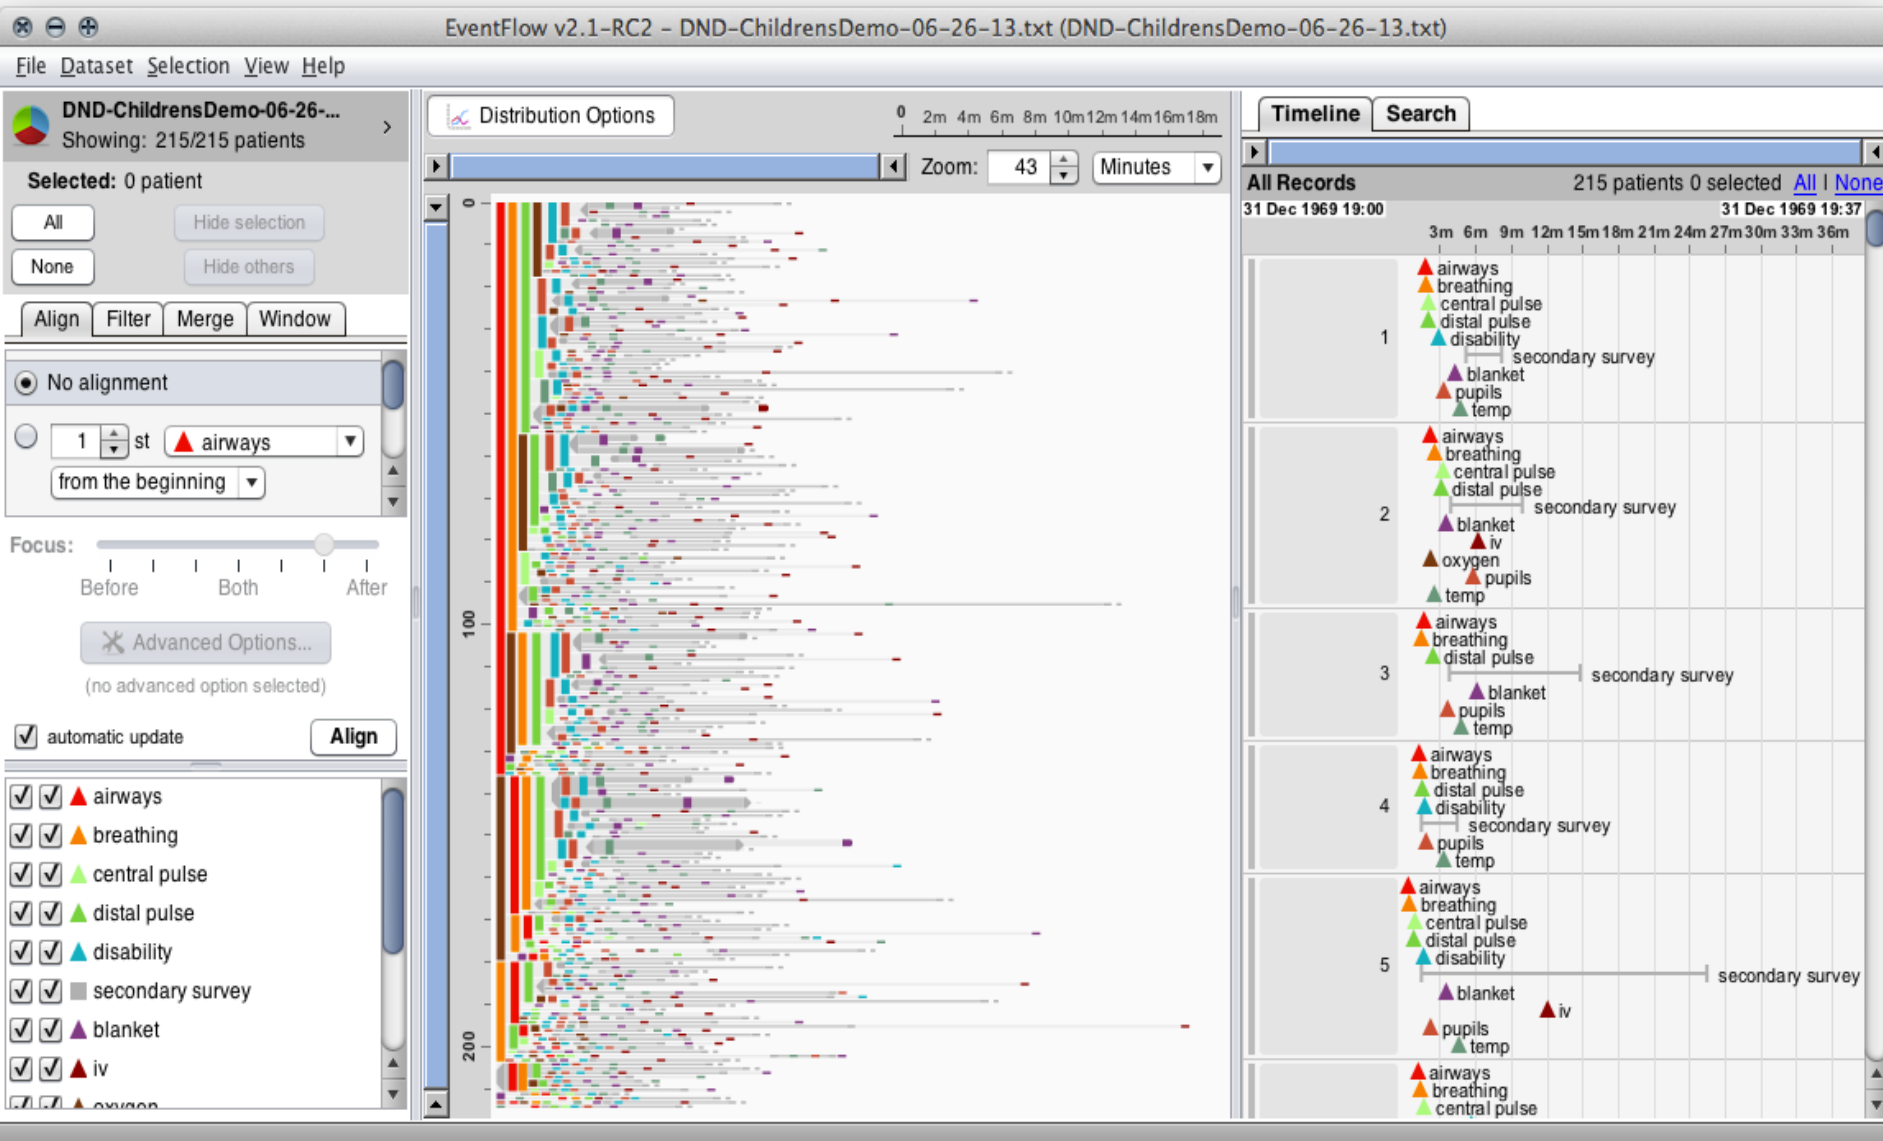 EventFlow v2.1-RC2 – DND-ChildrensDemo-06-26-13.txt (DND-ChildrensDemo-06-26-13.txt)
File Dataset Selection View Help
DND-ChildrensDemo-06-26-...
Showing: 215/215 patients
Selected: 0 patient
All
Hide selection
None
Hide others
Align Filter Merge Window
No alignment
1 st airways
from the beginning
Focus:
Before Both After
Advanced Options...
(no advanced option selected)
automatic update
Align
airways
breathing
central pulse
distal pulse
disability
secondary survey
blanket
iv
oxygen
Distribution Options
0 2m 4m 6m 8m 10m 12m 14m 16m 18m
Zoom: 43 Minutes
0
100
200
Timeline Search
All Records 215 patients 0 selected All | None
31 Dec 1969 19:00 31 Dec 1969 19:37
3m 6m 9m 12m 15m 18m 21m 24m 27m 30m 33m 36m
1
airways
breathing
central pulse
distal pulse
disability
secondary survey
blanket
pupils
temp
2
airways
breathing
central pulse
distal pulse
secondary survey
blanket
iv
oxygen
pupils
temp
3
airways
breathing
distal pulse
secondary survey
blanket
pupils
temp
4
airways
breathing
distal pulse
disability
secondary survey
pupils
temp
5
airways
breathing
central pulse
distal pulse
disability
secondary survey
blanket
iv
pupils
temp
airways
breathing
central pulse